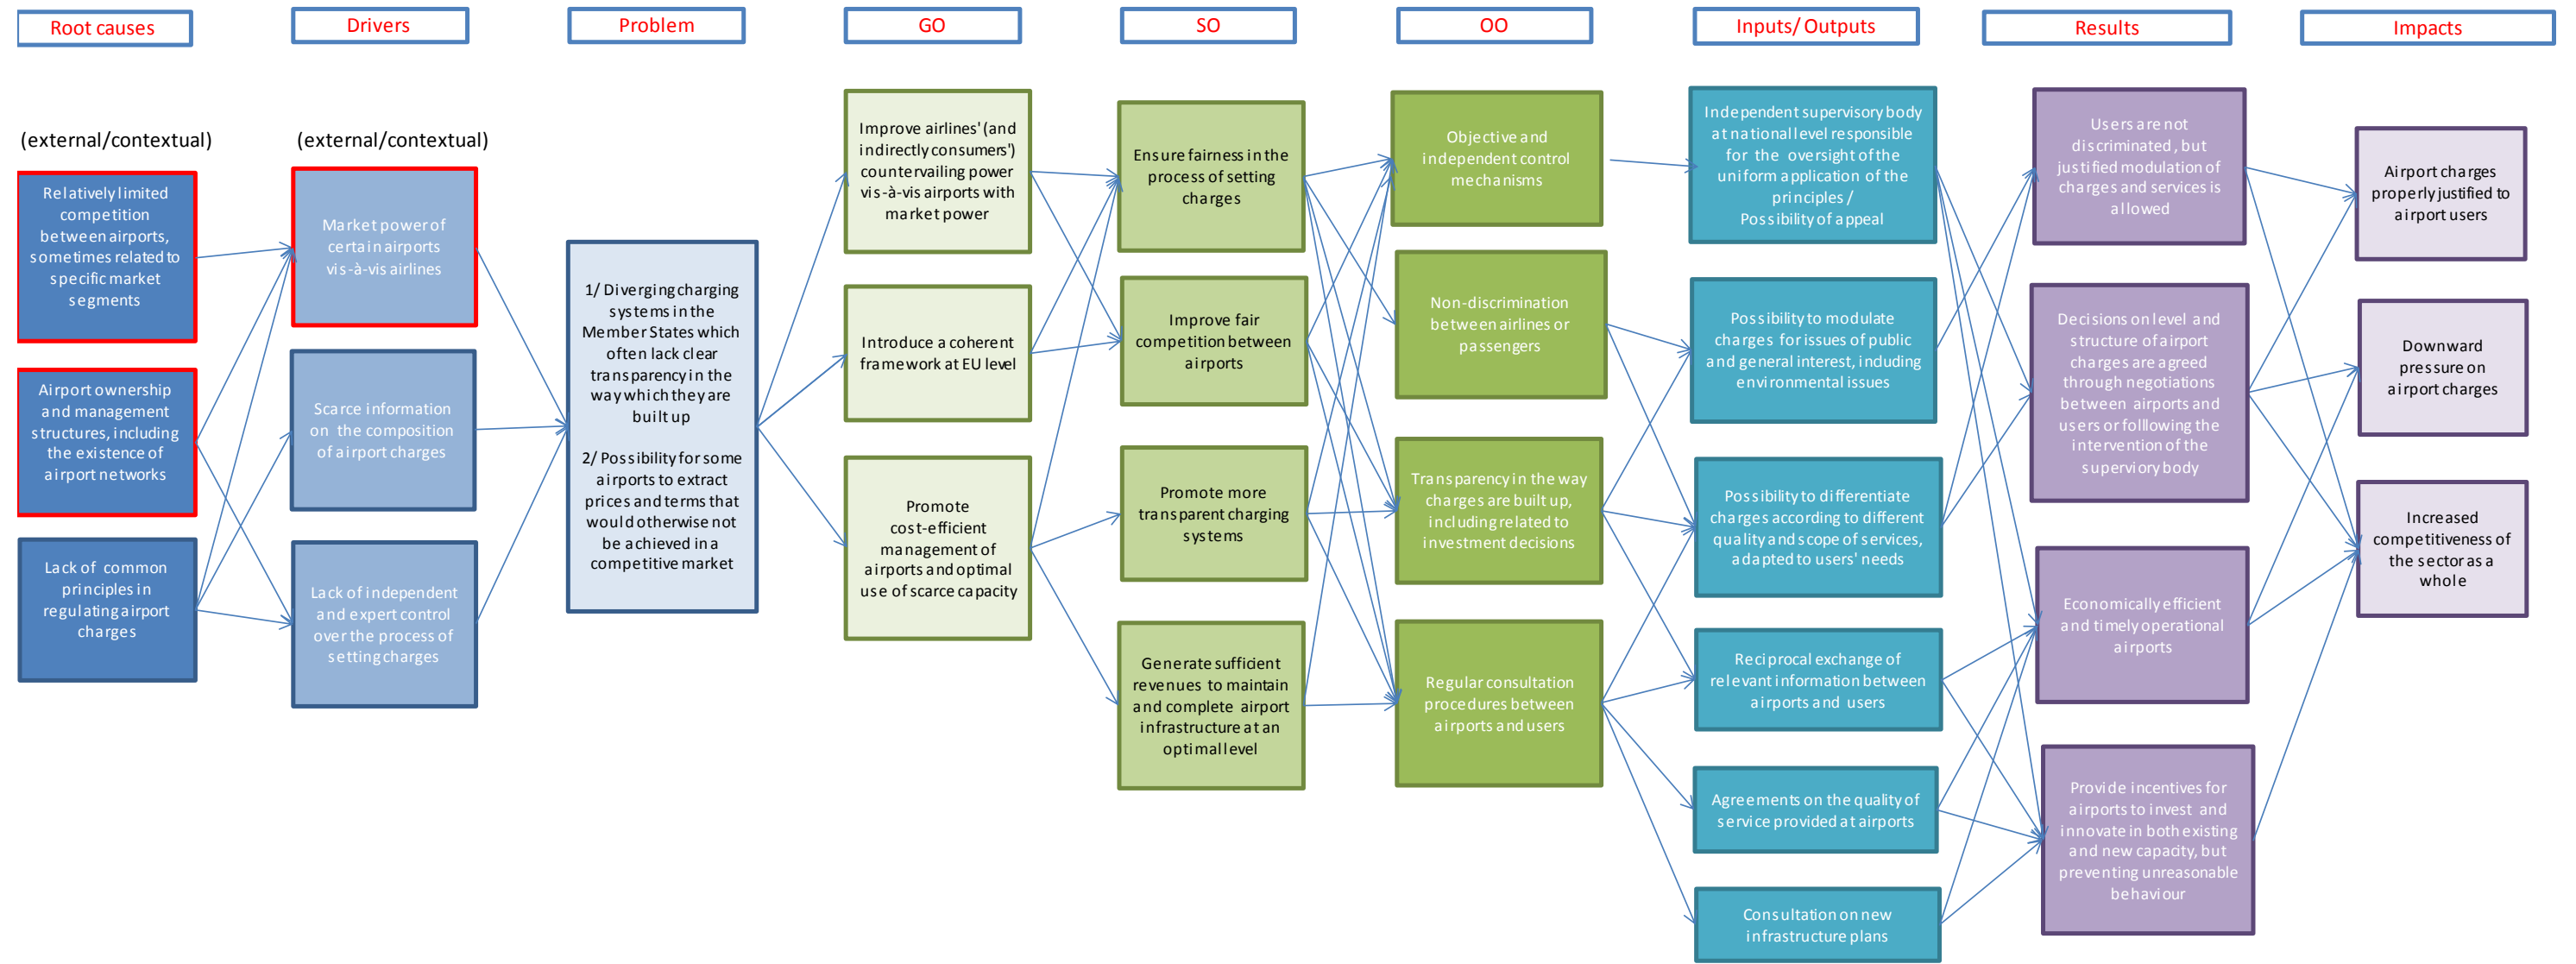 Root causes
Drivers
Problem
GO
SO
OO
Inputs/ Outputs
Results
Impacts
(external/contextual)
(external/contextual)
Relatively limited
competition
between airports,
sometimes related to
specific market
segments
Airport ownership
and management
structures, including
the existence of
airport networks
Lack of common
principles in
regulating airport
charges
Market power of
certain airports
vis-à-vis airlines
Scarce information
on the composition
of airport charges
Lack of independent
and expert control
over the process of
setting charges
1/ Diverging charging
systems in the
Member States which
often lack clear
transparency in the
way which they are
built up
2/ Possibility for some
airports to extract
prices and terms that
would otherwise not
be achieved in a
competitive market
Improve airlines' (and
indirectly consumers')
countervailing power
vis-à-vis airports with
market power
Introduce a coherent
framework at EU level
Promote
cost-efficient
management of
airports and optimal
use of scarce capacity
Ensure fairness in the
process of setting
charges
Improve fair
competition between
airports
Promote more
transparent charging
systems
Generate sufficient
revenues to maintain
and complete airport
infrastructure at an
optimal level
Objective and
independent control
mechanisms
Non-discrimination
between airlines or
passengers
Transparency in the way
charges are built up,
including related to
investment decisions
Regular consultation
procedures between
airports and users
Independent supervisory body
at national level responsible
for the oversight of the
uniform application of the
principles /
Possibility of appeal
Possibility to modulate
charges for issues of public
and general interest, including
environmental issues
Possibility to differentiate
charges according to different
quality and scope of services,
adapted to users' needs
Reciprocal exchange of
relevant information between
airports and users
Agreements on the quality of
service provided at airports
Consultation on new
infrastructure plans
Users are not
discriminated, but
justified modulation of
charges and services is
allowed
Decisions on level and
structure of airport
charges are agreed
through negotiations
between airports and
users or folllowing the
intervention of the
superviory body
Economically efficient
and timely operational
airports
Provide incentives for
airports to invest and
innovate in both existing
and new capacity, but
preventing unreasonable
behaviour
Airport charges
properly justified to
airport users
Downward
pressure on
airport charges
Increased
competitiveness of
the sector as a
whole